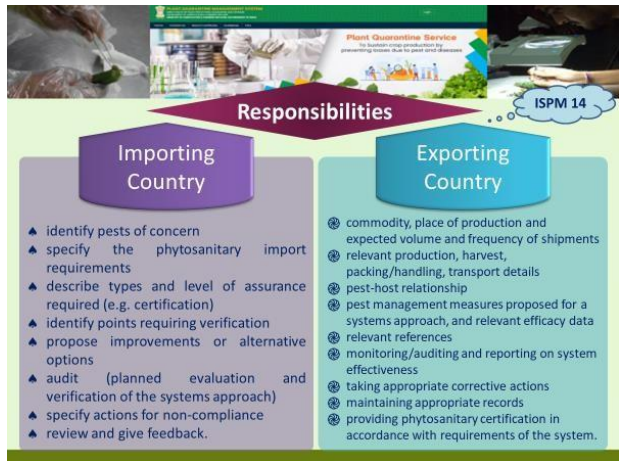 PLANT QUARANTINE MANAGEMENT SYSTEM
Plant Quarantine Service
To sustain crop production by
preventing losses due to pest and diseases
Responsibilities
ISPM 14
Importing
Country
identify pests of concern
specify the phytosanitary import
requirements
describe types and level of assurance
required (e.g. certification)
identify points requiring verification
propose improvements or alternative
options
audit (planned evaluation and
verification of the systems approach)
specify actions for non-compliance
review and give feedback.
Exporting
Country
commodity, place of production and
expected volume and frequency of shipments
relevant production, harvest,
packing/handling, transport details
pest-host relationship
pest management measures proposed for a
systems approach, and relevant efficacy data
relevant references
monitoring/auditing and reporting on system
effectiveness
taking appropriate corrective actions
maintaining appropriate records
providing phytosanitary certification in
accordance with requirements of the system.